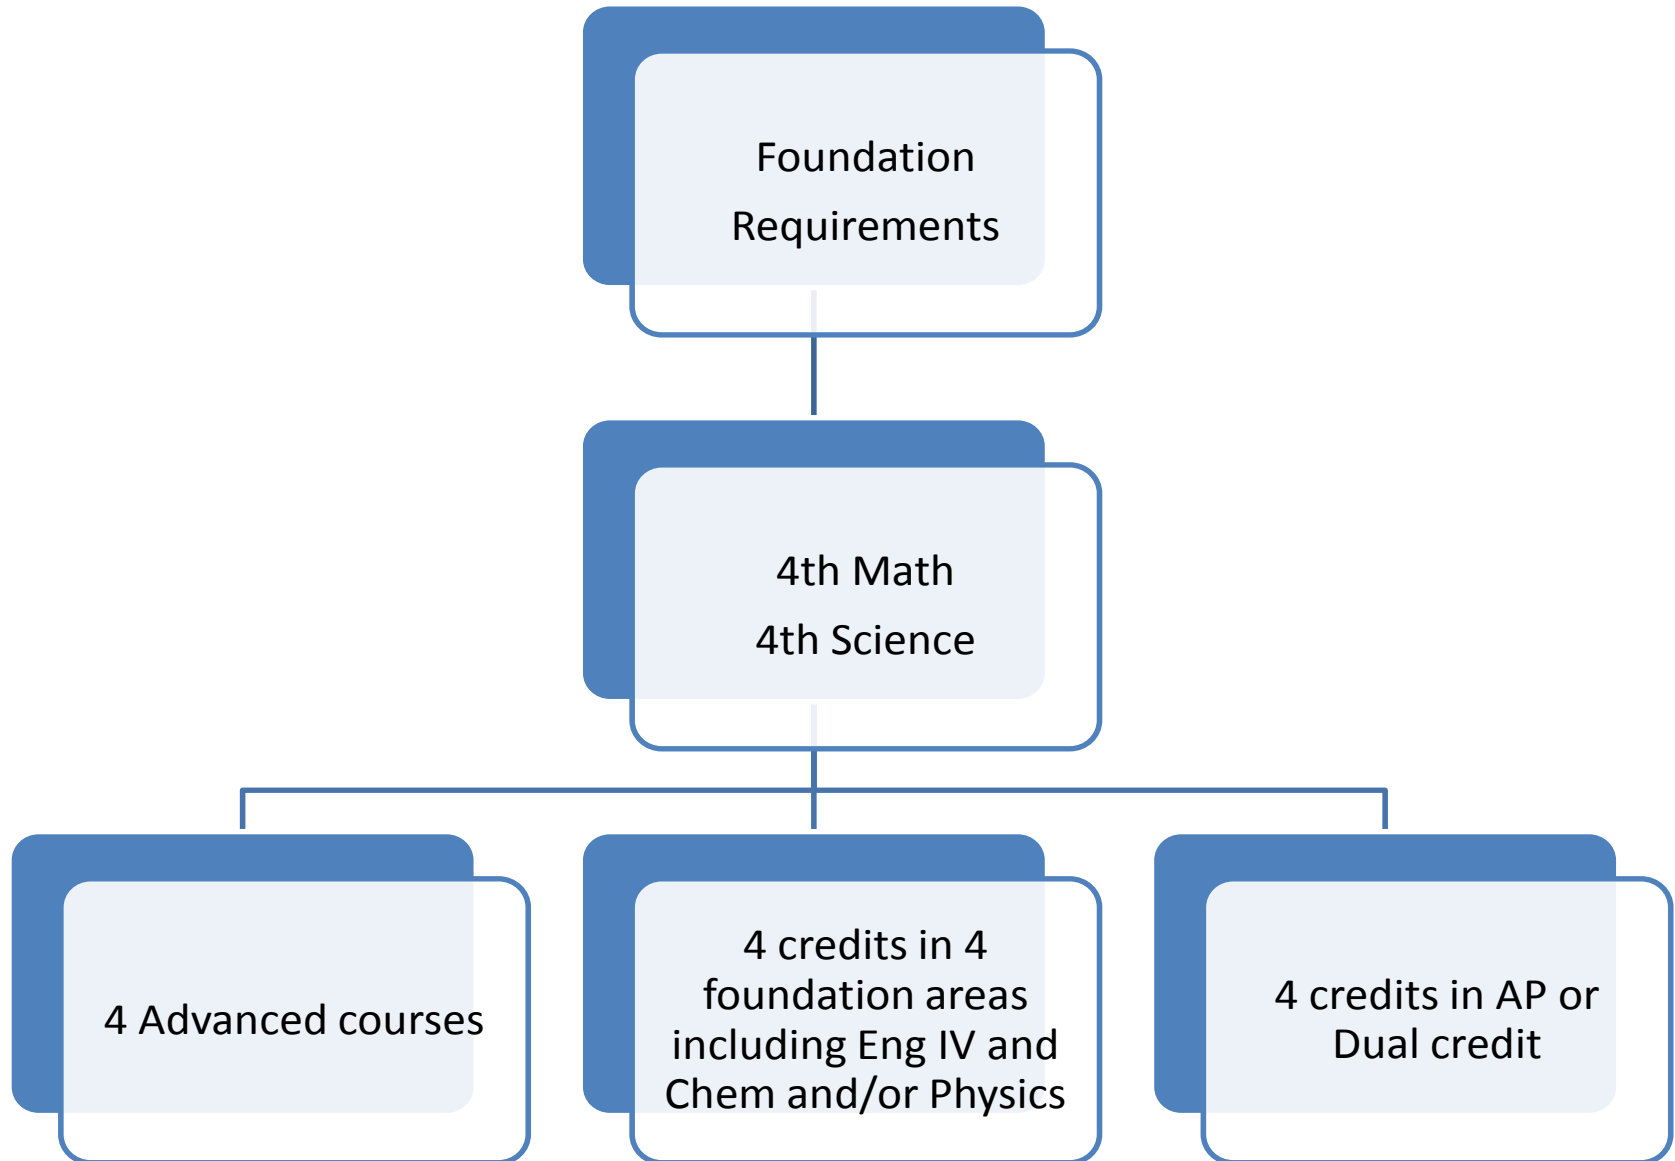 Foundation
Requirements
4th Math
4th Science
4 Advanced courses
4 credits in 4
foundation areas
including Eng IV and
Chem and/or Physics
4 credits in AP or
Dual credit